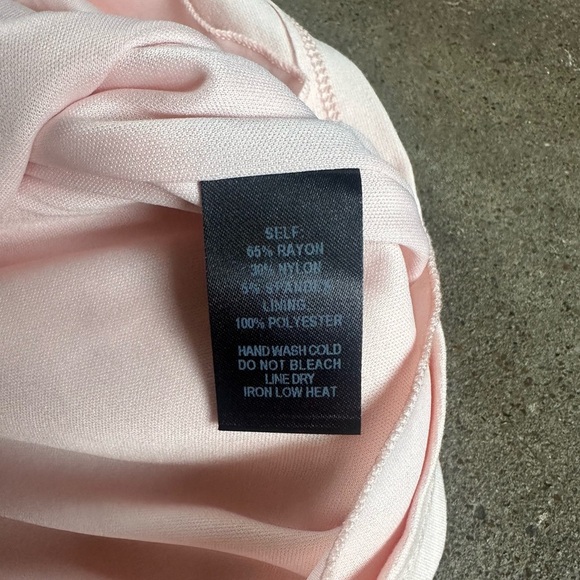 SELF:
65% RAYON
30% NYLON
5% SPANDEX
LINING
100% POLYESTER
HAND WASH COLD
DO NOT BLEACH
LINE DRY
IRON LOW HEAT